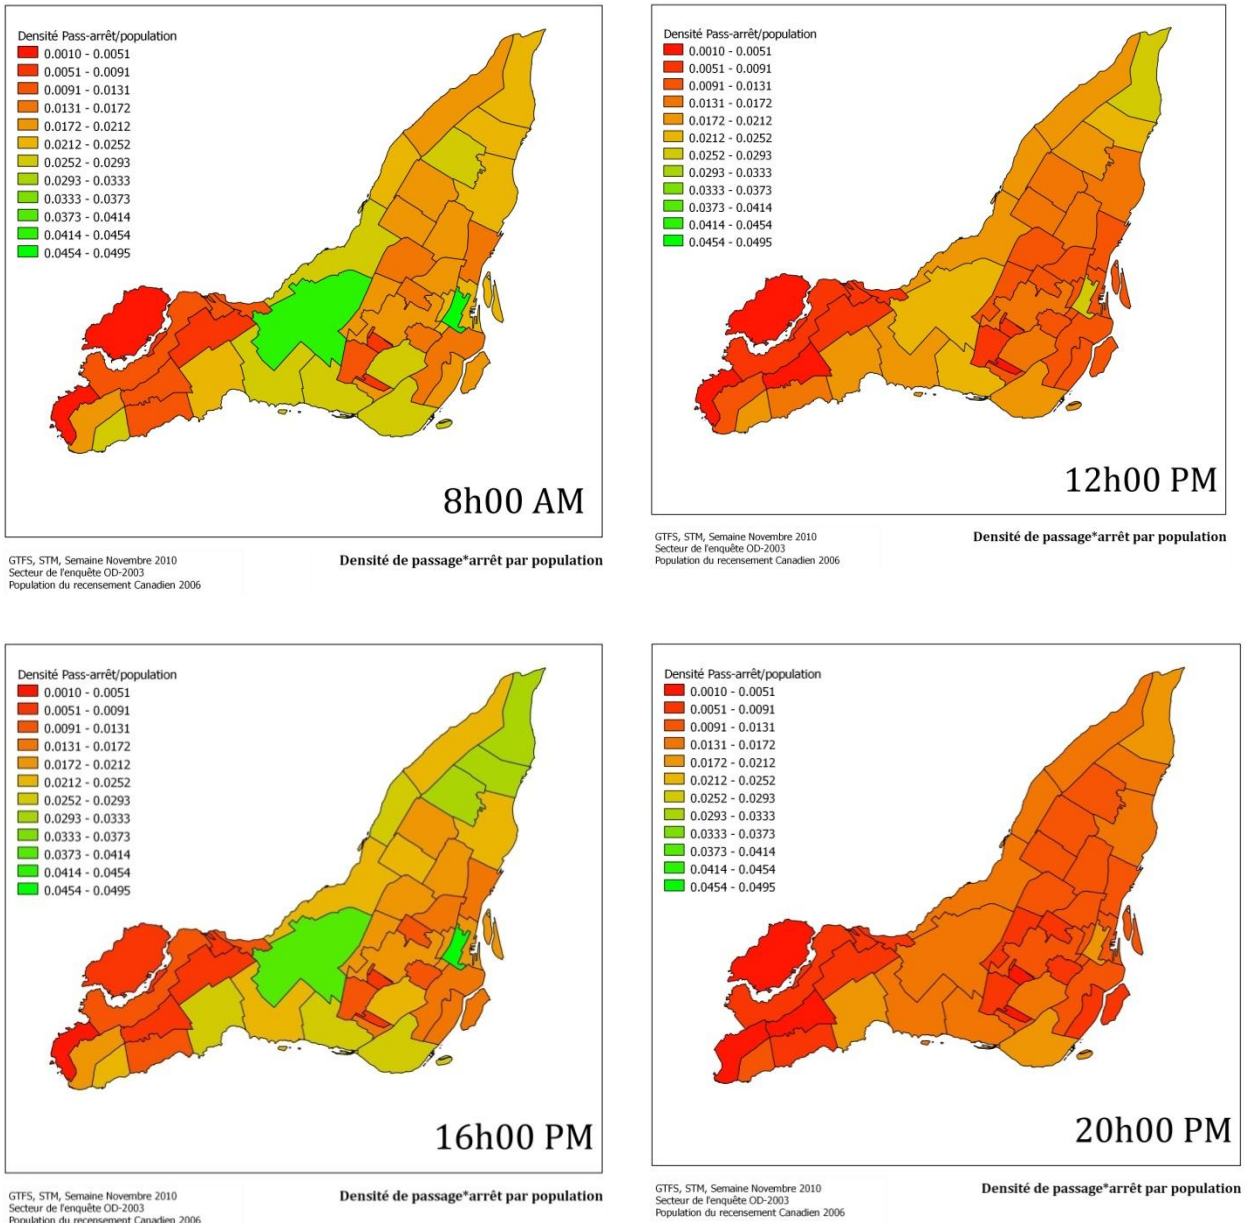 Densité Pass-arrêt/population
0.0010 - 0.0051
0.0051 - 0.0091
0.0091 - 0.0131
0.0131 - 0.0172
0.0172 - 0.0212
0.0212 - 0.0252
0.0252 - 0.0293
0.0293 - 0.0333
0.0333 - 0.0373
0.0373 - 0.0414
0.0414 - 0.0454
0.0454 - 0.0495
8h00 AM
GTFS, STM, Semaine Novembre 2010
Secteur de l'enquête OD-2003
Population du recensement Canadien 2006
Densité de passage*arrêt par population
Densité Pass-arrêt/population
0.0010 - 0.0051
0.0051 - 0.0091
0.0091 - 0.0131
0.0131 - 0.0172
0.0172 - 0.0212
0.0212 - 0.0252
0.0252 - 0.0293
0.0293 - 0.0333
0.0333 - 0.0373
0.0373 - 0.0414
0.0414 - 0.0454
0.0454 - 0.0495
12h00 PM
GTFS, STM, Semaine Novembre 2010
Secteur de l'enquête OD-2003
Population du recensement Canadien 2006
Densité de passage*arrêt par population
Densité Pass-arrêt/population
0.0010 - 0.0051
0.0051 - 0.0091
0.0091 - 0.0131
0.0131 - 0.0172
0.0172 - 0.0212
0.0212 - 0.0252
0.0252 - 0.0293
0.0293 - 0.0333
0.0333 - 0.0373
0.0373 - 0.0414
0.0414 - 0.0454
0.0454 - 0.0495
16h00 PM
GTFS, STM, Semaine Novembre 2010
Secteur de l'enquête OD-2003
Population du recensement Canadien 2006
Densité de passage*arrêt par population
Densité Pass-arrêt/population
0.0010 - 0.0051
0.0051 - 0.0091
0.0091 - 0.0131
0.0131 - 0.0172
0.0172 - 0.0212
0.0212 - 0.0252
0.0252 - 0.0293
0.0293 - 0.0333
0.0333 - 0.0373
0.0373 - 0.0414
0.0414 - 0.0454
0.0454 - 0.0495
20h00 PM
GTFS, STM, Semaine Novembre 2010
Secteur de l'enquête OD-2003
Population du recensement Canadien 2006
Densité de passage*arrêt par population